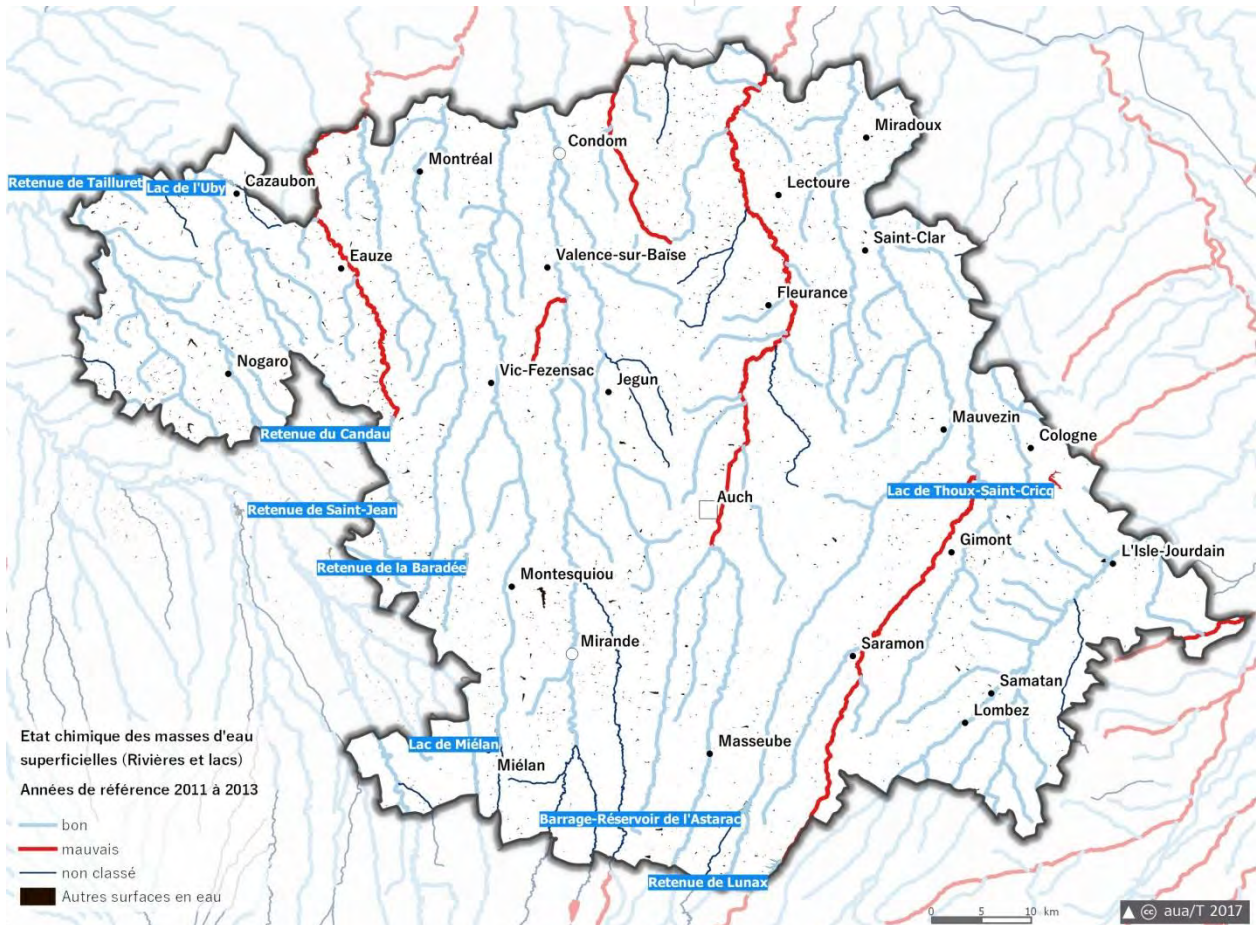 Condom
Miradoux
Montréal
Retenue de Tailluret
Lac de l'Uby
Cazaubon
Lectoure
Saint-Clar
Eauze
Valence-sur-Baïse
Fleurance
Nogaro
Vic-Fezensac
Jegun
Mauvezin
Cologne
Retenue du Candau
Lac de Thoux-Saint-Cricq
Auch
Retenue de Saint-Jean
Gimont
L'Isle-Jourdain
Retenue de la Baradée
Montesquiou
Mirande
Saramon
Samatan
Lombez
Lac de Miélan
Miélan
Masseube
Barrage-Réservoir de l'Astarac
Retenue de Lunax
Etat chimique des masses d'eau
superficielles (Rivières et lacs)
Années de référence 2011 à 2013
bon
mauvais
non classé
Autres surfaces en eau
0 5 10 km
cc aua/T 2017